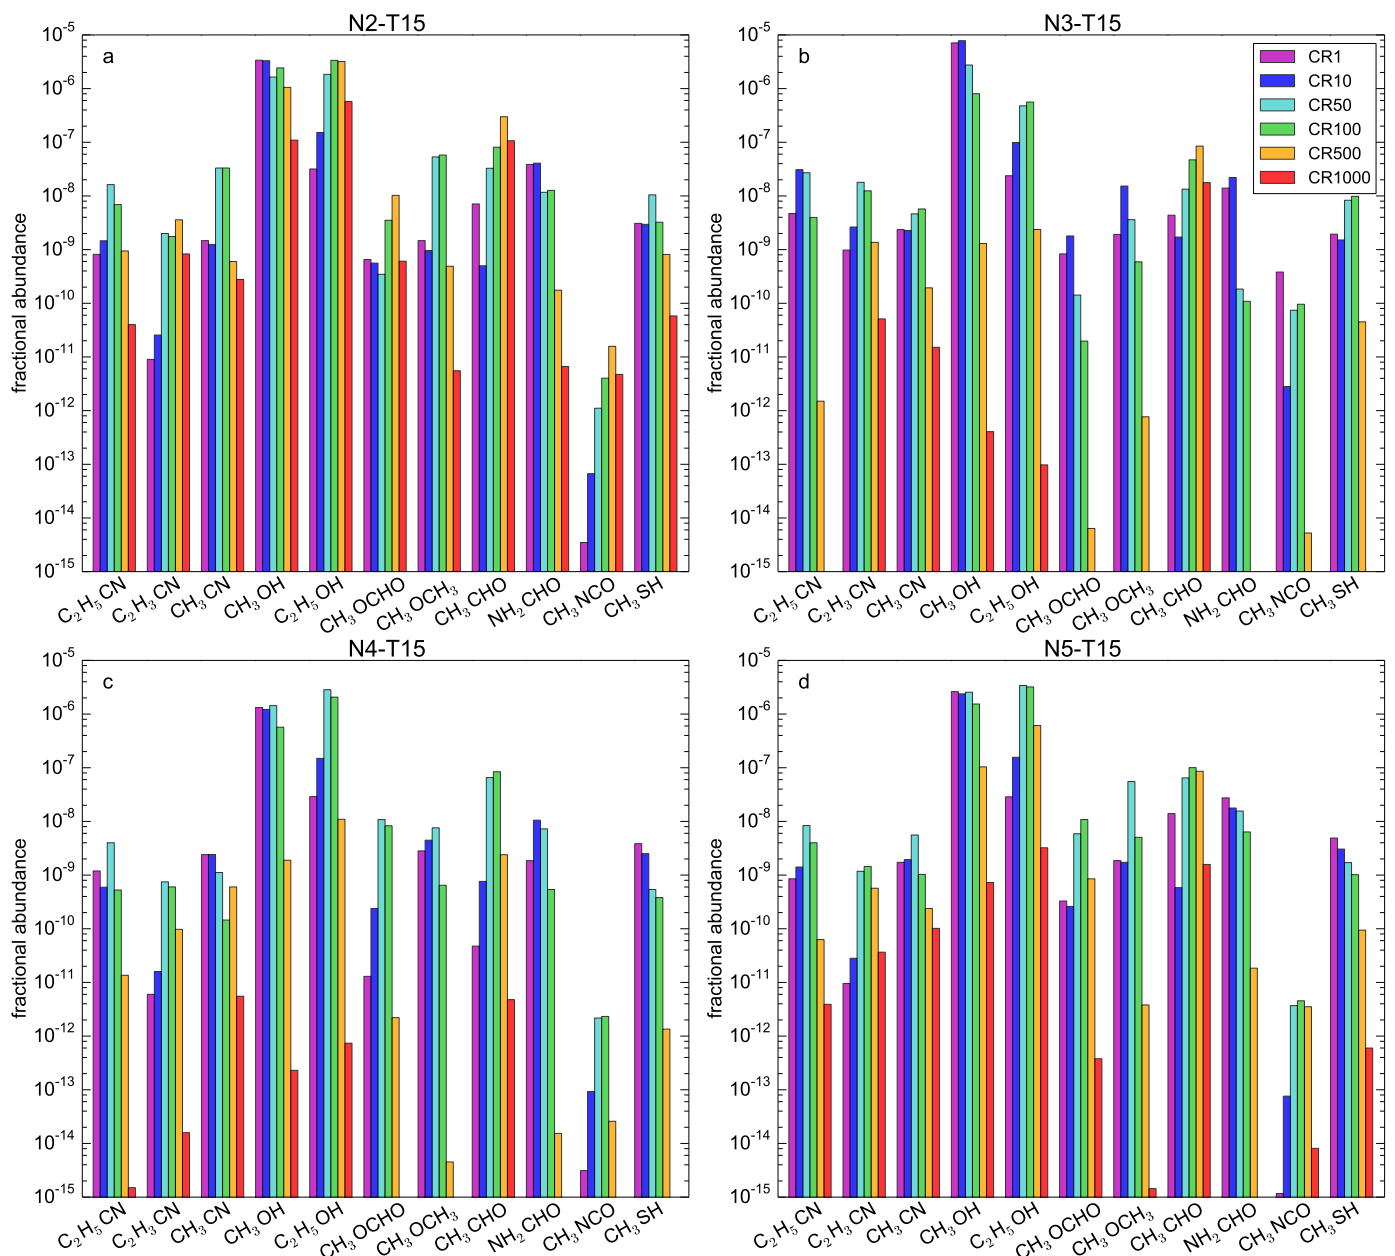 N2-T15
a
fractional abundance
10⁻⁵
10⁻⁶
10⁻⁷
10⁻⁸
10⁻⁹
10⁻¹⁰
10⁻¹¹
10⁻¹²
10⁻¹³
10⁻¹⁴
10⁻¹⁵
C₂H₅CN
C₂H₃CN
CH₃CN
CH₃OH
C₂H₅OH
CH₃OCHO
CH₃OCH₃
CH₃CHO
NH₂CHO
CH₃NCO
CH₃SH
N3-T15
b
CR1
CR10
CR50
CR100
CR500
CR1000
fractional abundance
10⁻⁵
10⁻⁶
10⁻⁷
10⁻⁸
10⁻⁹
10⁻¹⁰
10⁻¹¹
10⁻¹²
10⁻¹³
10⁻¹⁴
10⁻¹⁵
C₂H₅CN
C₂H₃CN
CH₃CN
CH₃OH
C₂H₅OH
CH₃OCHO
CH₃OCH₃
CH₃CHO
NH₂CHO
CH₃NCO
CH₃SH
N4-T15
c
fractional abundance
10⁻⁵
10⁻⁶
10⁻⁷
10⁻⁸
10⁻⁹
10⁻¹⁰
10⁻¹¹
10⁻¹²
10⁻¹³
10⁻¹⁴
10⁻¹⁵
C₂H₅CN
C₂H₃CN
CH₃CN
CH₃OH
C₂H₅OH
CH₃OCHO
CH₃OCH₃
CH₃CHO
NH₂CHO
CH₃NCO
CH₃SH
N5-T15
d
fractional abundance
10⁻⁵
10⁻⁶
10⁻⁷
10⁻⁸
10⁻⁹
10⁻¹⁰
10⁻¹¹
10⁻¹²
10⁻¹³
10⁻¹⁴
10⁻¹⁵
C₂H₅CN
C₂H₃CN
CH₃CN
CH₃OH
C₂H₅OH
CH₃OCHO
CH₃OCH₃
CH₃CHO
NH₂CHO
CH₃NCO
CH₃SH